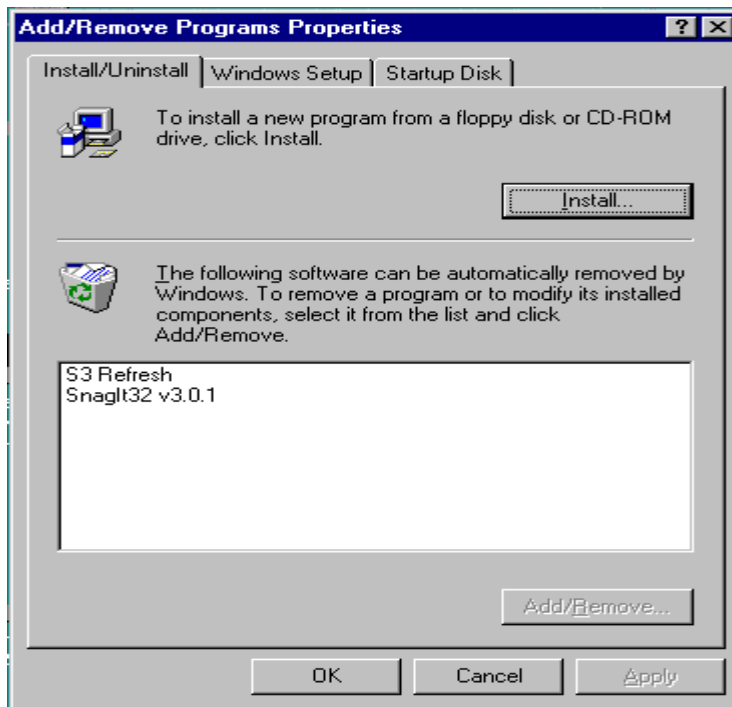 Add/Remove Programs Properties
Install/Uninstall Windows Setup Startup Disk
To install a new program from a floppy disk or CD-ROM
drive, click Install.
Install...
The following software can be automatically removed by
Windows. To remove a program or to modify its installed
components, select it from the list and click
Add/Remove.
S3 Refresh
SnagIt32 v3.0.1
Add/Remove...
OK Cancel Apply